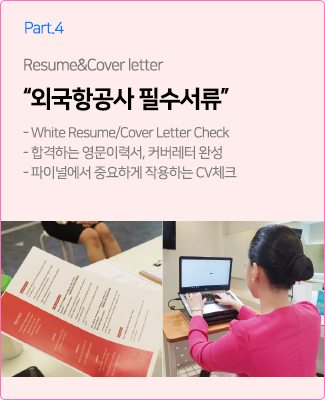 Part.4
Resume&Cover letter
“외국항공사 필수서류”
- White Resume/Cover Letter Check
- 합격하는 영문이력서, 커버레터 완성
- 파이널에서 중요하게 작용하는 CV체크